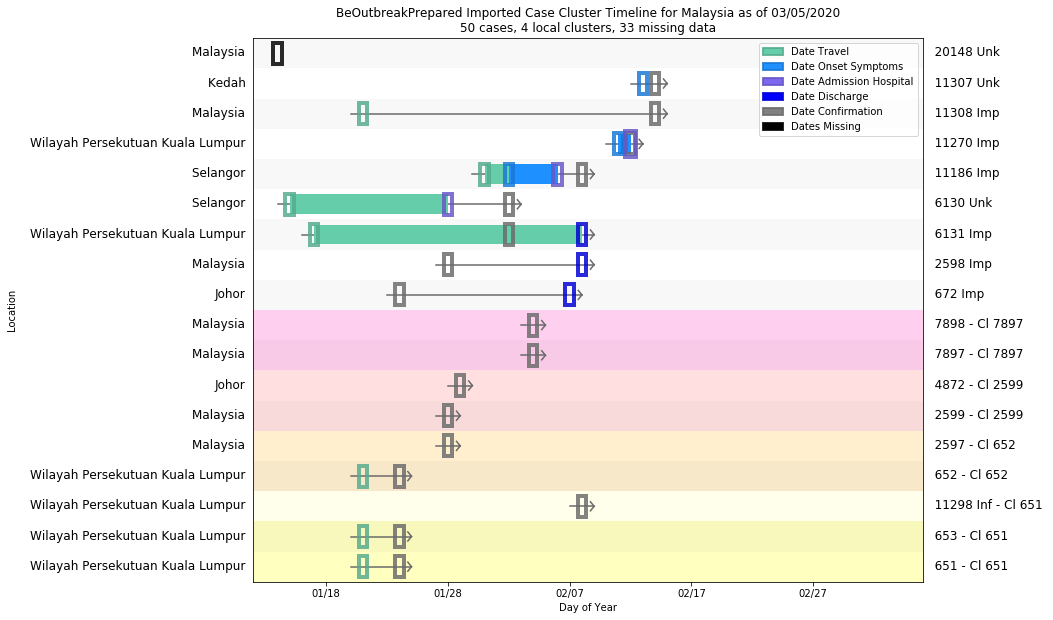 BeOutbreakPrepared Imported Case Cluster Timeline for Malaysia as of 03/05/2020
50 cases, 4 local clusters, 33 missing data
Date Travel
Date Onset Symptoms
Date Admission Hospital
Date Discharge
Date Confirmation
Dates Missing
Malaysia 20148 Unk
Kedah 11307 Unk
Malaysia 11308 Imp
Wilayah Persekutuan Kuala Lumpur 11270 Imp
Selangor 11186 Imp
Selangor 6130 Unk
Wilayah Persekutuan Kuala Lumpur 6131 Imp
Malaysia 2598 Imp
Johor 672 Imp
Malaysia 7898 - Cl 7897
Malaysia 7897 - Cl 7897
Johor 4872 - Cl 2599
Malaysia 2599 - Cl 2599
Malaysia 2597 - Cl 652
Wilayah Persekutuan Kuala Lumpur 652 - Cl 652
Wilayah Persekutuan Kuala Lumpur 11298 Inf - Cl 651
Wilayah Persekutuan Kuala Lumpur 653 - Cl 651
Wilayah Persekutuan Kuala Lumpur 651 - Cl 651
Location
01/18 01/28 02/07 02/17 02/27
Day of Year